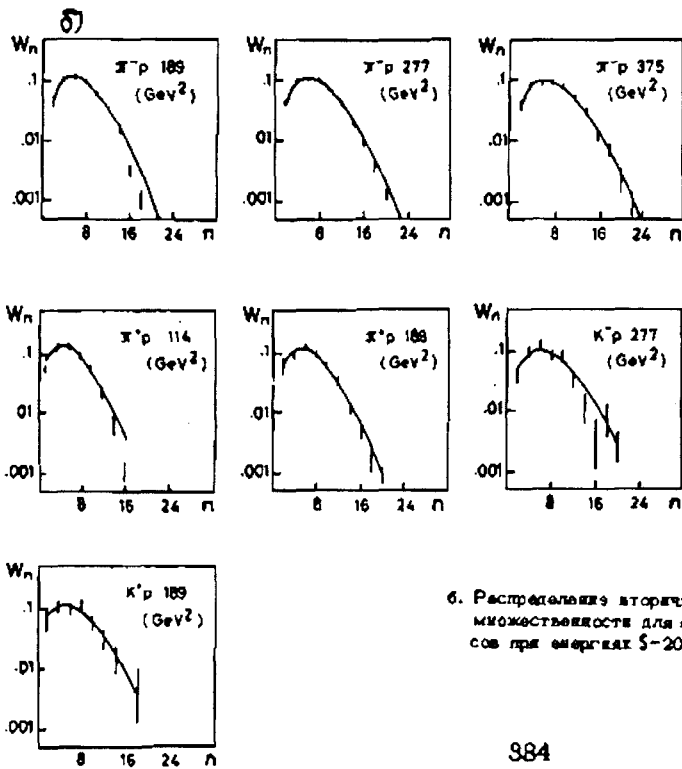 б)
Wₙ π⁻p 189 (GeV²) .1 .01 .001 8 16 24 n
Wₙ π⁻p 277 (GeV²) .1 .01 .001 8 16 24 n
Wₙ π⁻p 375 (GeV²) .1 .01 .001 8 16 24 n
Wₙ π⁺p 114 (GeV²) .1 .01 .001 8 16 24 n
Wₙ π⁺p 188 (GeV²) .1 .01 .001 8 16 24 n
Wₙ K⁻p 277 (GeV²) .1 .01 .001 8 16 24 n
Wₙ K⁺p 189 (GeV²) .1 .01 .001 8 16 24 n
б. Распределение вторич
множественности для
сов при энергиях S-20
384